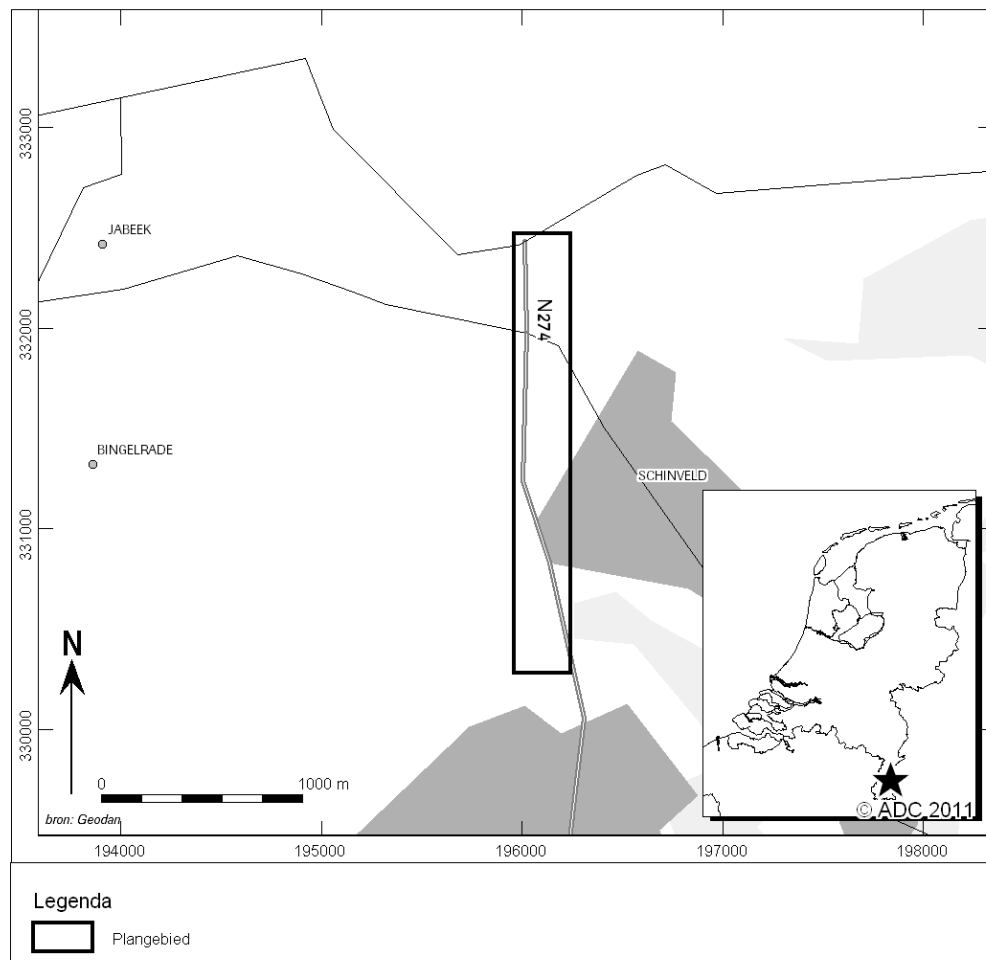 333000
JABEEK
332000
N274
BINGELRADE
SCHINVELD
331000
N
330000
0 1000 m
bron: Geodan
© ADC 2011
194000 195000 196000 197000 198000
Legenda
Plangebied